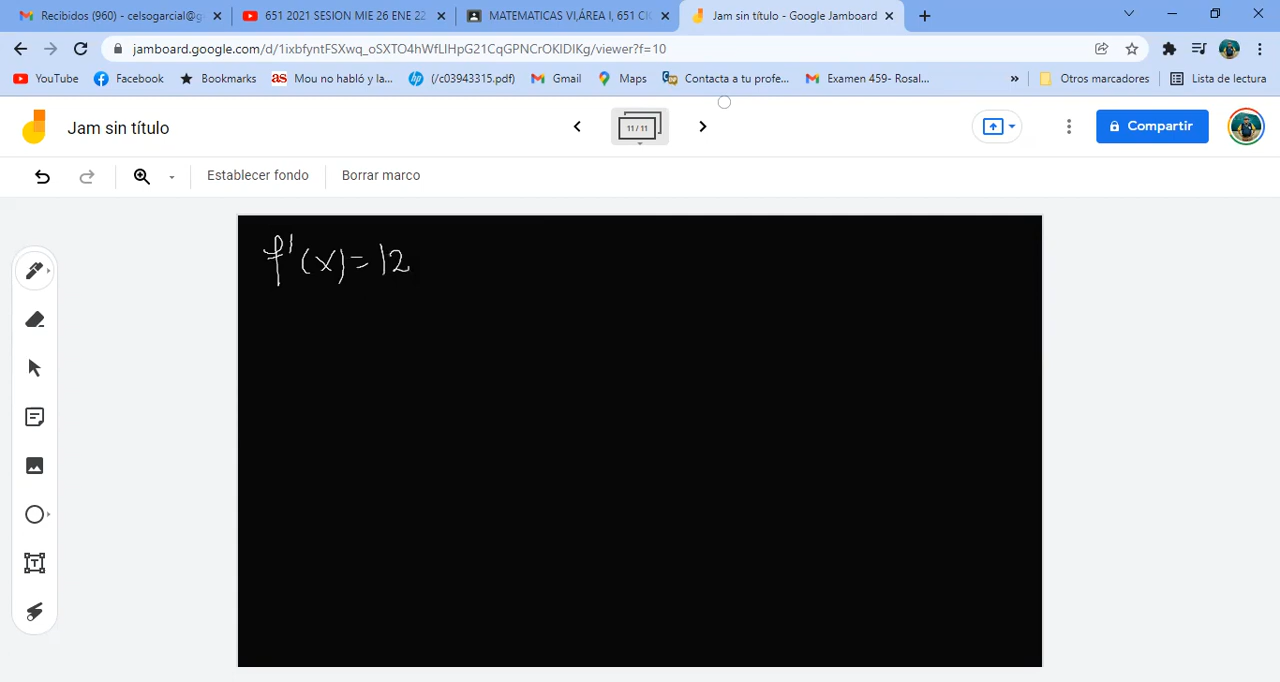 Recibidos (960) - celsogarcial@g
651 2021 SESION MIE 26 ENE 22
MATEMATICAS VI,ÁREA I, 651 CIC
Jam sin título - Google Jamboard
jamboard.google.com/d/1ixbfyntFSXwq_oSXTO4hWfLIHpG21CqGPNCrOKIDIKg/viewer?f=10
YouTube
Facebook
Bookmarks
as Mou no habló y la...
hp (/c03943315.pdf)
Gmail
Maps
Contacta a tu profe...
Examen 459- Rosal...
»
Otros marcadores
Lista de lectura
Jam sin título
11 / 11
Compartir
Establecer fondo
Borrar marco
f'(x)=12